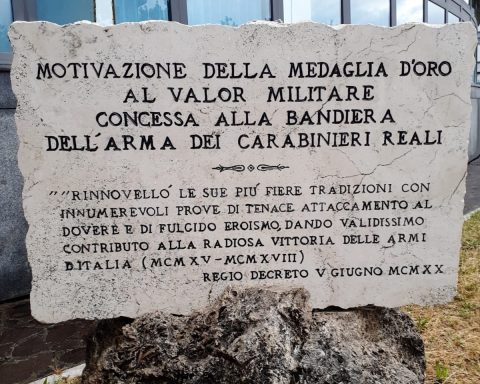 MOTIVAZIONE DELLA MEDAGLIA D'ORO
AL VALOR MILITARE
CONCESSA ALLA BANDIERA
DELL'ARMA DEI CARABINIERI REALI
""RINNOVELLO' LE SUE PIU' FIERE TRADIZIONI CON
INNUMEREVOLI PROVE DI TENACE ATTACCAMENTO AL
DOVERE E DI FULGIDO EROISMO, DANDO VALIDISSIMO
CONTRIBUTO ALLA RADIOSA VITTORIA DELLE ARMI
D'ITALIA (MCMXV-MCMXVIII)""
REGIO DECRETO V GIUGNO MCMXX